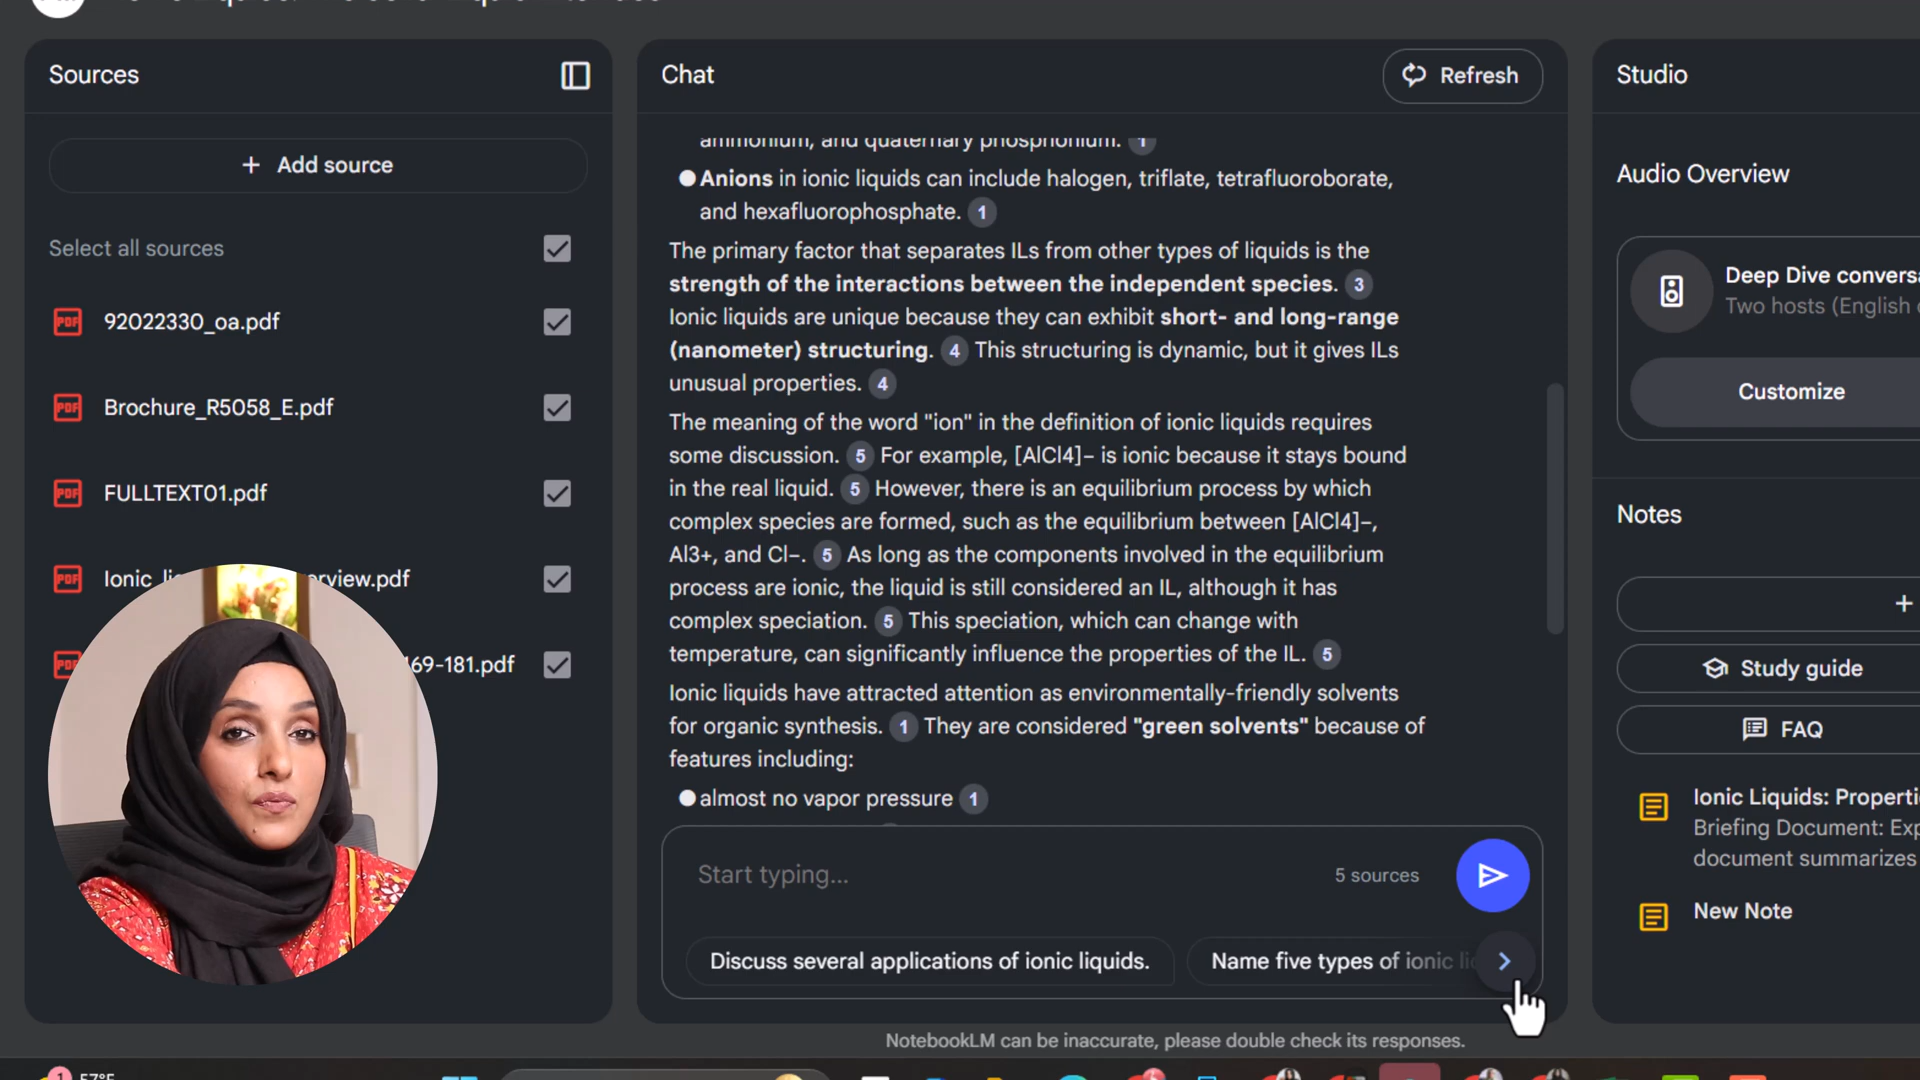 Sources
Add source
Select all sources
92022330_oa.pdf
Brochure_R5058_E.pdf
FULLTEXT01.pdf
Ionic
rview.pdf
169-181.pdf
Chat
Refresh
ammonium, and quaternary phosphonium. 1
Anions in ionic liquids can include halogen, triflate, tetrafluoroborate,
and hexafluorophosphate. 1
The primary factor that separates ILs from other types of liquids is the
strength of the interactions between the independent species. 3
Ionic liquids are unique because they can exhibit short- and long-range
(nanometer) structuring. 4 This structuring is dynamic, but it gives ILs
unusual properties. 4
The meaning of the word "ion" in the definition of ionic liquids requires
some discussion. 5 For example, [AlCl4]− is ionic because it stays bound
in the real liquid. 5 However, there is an equilibrium process by which
complex species are formed, such as the equilibrium between [AlCl4]−,
Al3+, and Cl−. 5 As long as the components involved in the equilibrium
process are ionic, the liquid is still considered an IL, although it has
complex speciation. 5 This speciation, which can change with
temperature, can significantly influence the properties of the IL. 5
Ionic liquids have attracted attention as environmentally-friendly solvents
for organic synthesis. 1 They are considered "green solvents" because of
features including:
almost no vapor pressure 1
Start typing...
5 sources
Discuss several applications of ionic liquids.
Name five types of ionic li
NotebookLM can be inaccurate, please double check its responses.
Studio
Audio Overview
Deep Dive convers
Two hosts (English
Customize
Notes
+
Study guide
FAQ
Ionic Liquids: Properti
Briefing Document: Exp
document summarizes
New Note
1
57°F